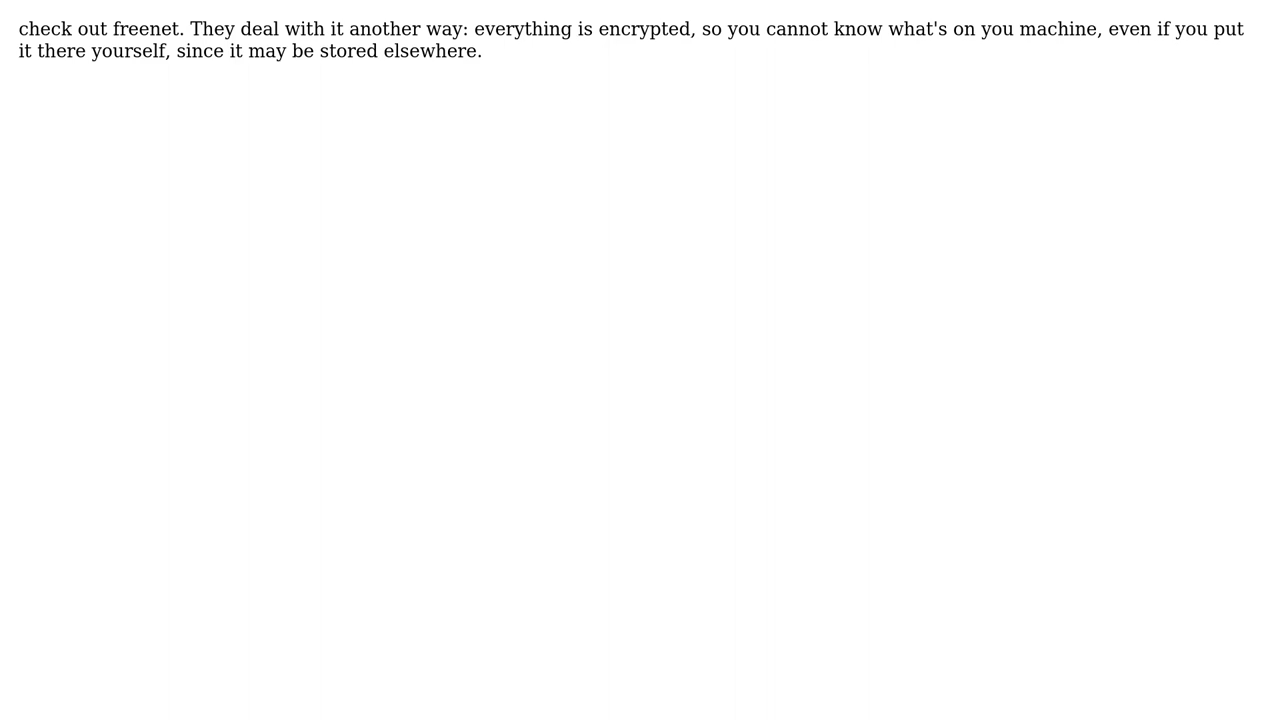 check out freenet. They deal with it another way: everything is encrypted, so you cannot know what's on you machine, even if you put
it there yourself, since it may be stored elsewhere.